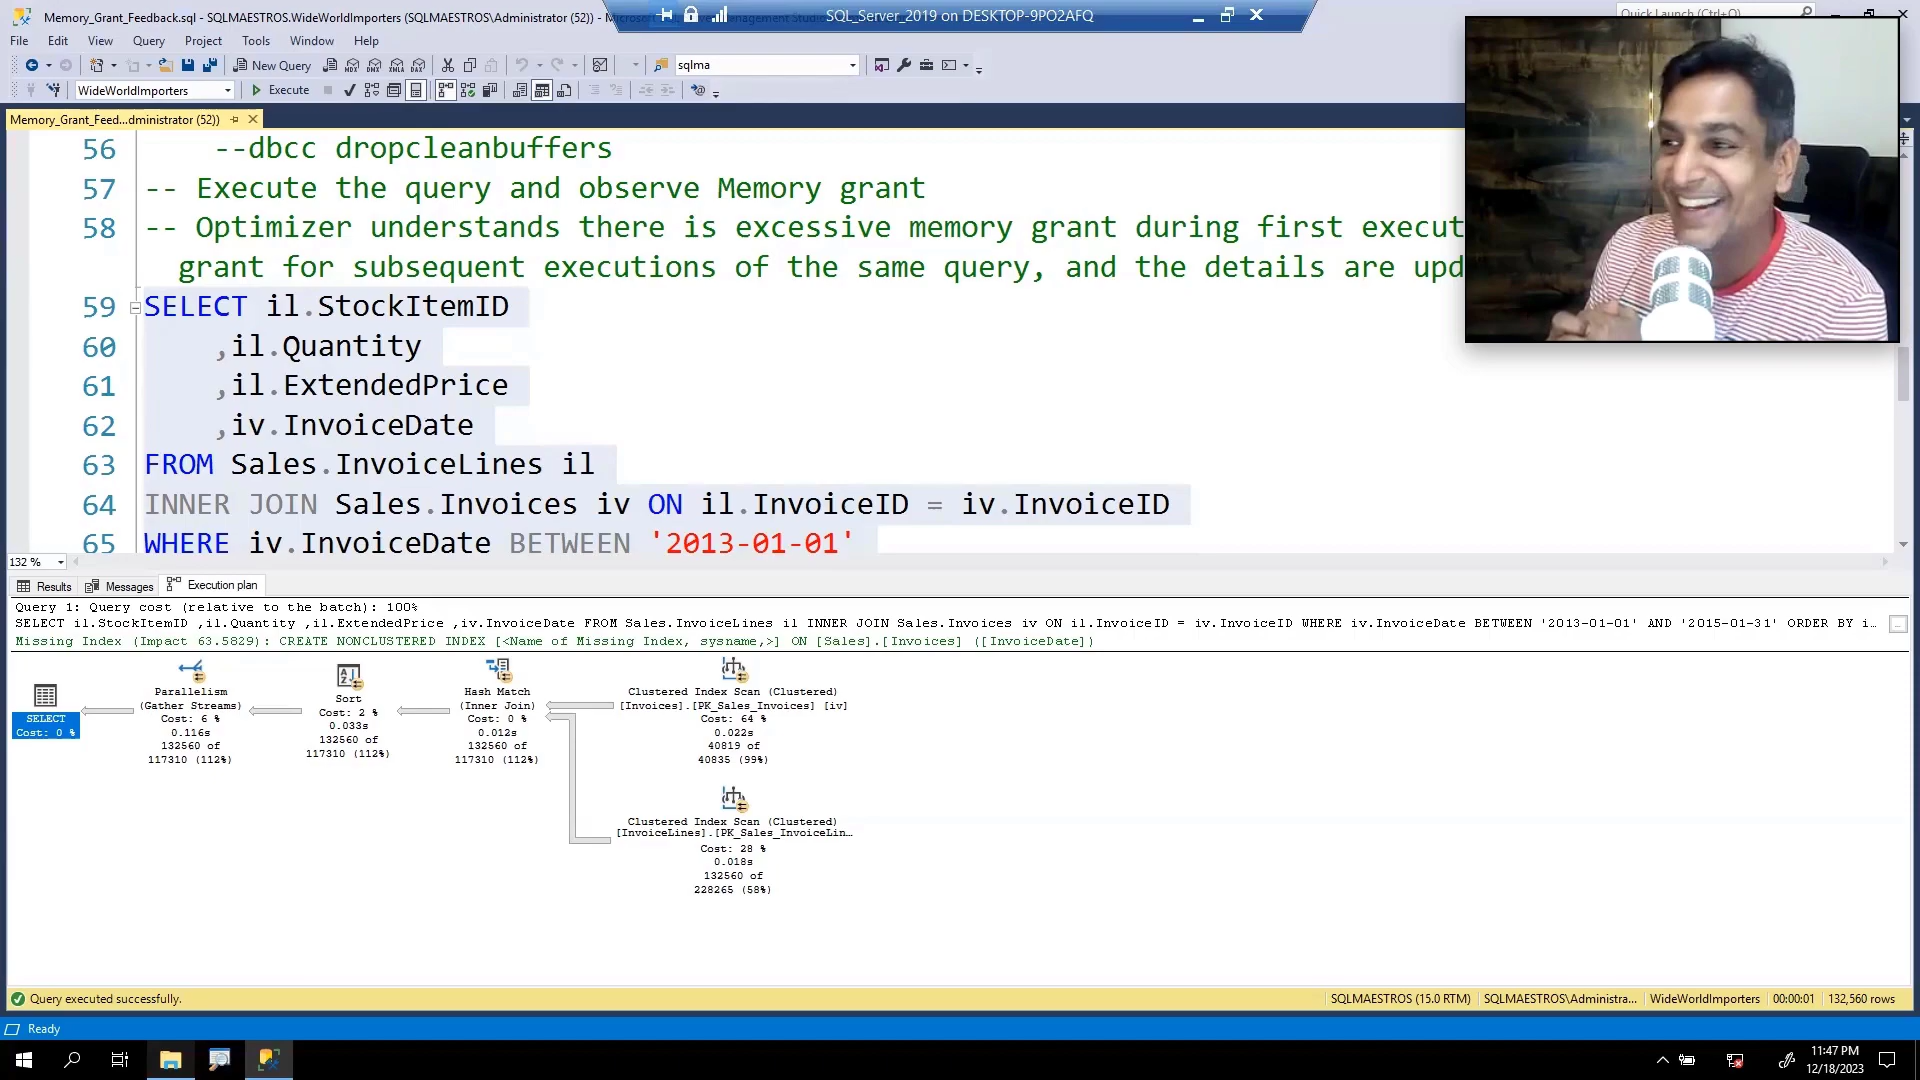 Memory_Grant_Feedback.sql - SQLMAESTROS.WideWorldImporters (SQLMAESTROS\Administrator (52)) -
SQL_Server_2019 on DESKTOP-9PO2AFQ
Quick Launch (Ctrl+Q)
File Edit View Query Project Tools Window Help
New Query
sqlma
WideWorldImporters
Execute
Memory_Grant_Feed...dministrator (52))
56 --dbcc dropcleanbuffers
57 -- Execute the query and observe Memory grant
58 -- Optimizer understands there is excessive memory grant during first execut
grant for subsequent executions of the same query, and the details are upd
59 SELECT il.StockItemID
60 ,il.Quantity
61 ,il.ExtendedPrice
62 ,iv.InvoiceDate
63 FROM Sales.InvoiceLines il
64 INNER JOIN Sales.Invoices iv ON il.InvoiceID = iv.InvoiceID
65 WHERE iv.InvoiceDate BETWEEN '2013-01-01'
132 %
Results Messages Execution plan
Query 1: Query cost (relative to the batch): 100%
SELECT il.StockItemID ,il.Quantity ,il.ExtendedPrice ,iv.InvoiceDate FROM Sales.InvoiceLines il INNER JOIN Sales.Invoices iv ON il.InvoiceID = iv.InvoiceID WHERE iv.InvoiceDate BETWEEN '2013-01-01' AND '2015-01-31' ORDER BY i...
Missing Index (Impact 63.5829): CREATE NONCLUSTERED INDEX [<Name of Missing Index, sysname,>] ON [Sales].[Invoices] ([InvoiceDate])
SELECT
Cost: 0 %
Parallelism
(Gather Streams)
Cost: 6 %
0.116s
132560 of
117310 (112%)
Sort
Cost: 2 %
0.033s
132560 of
117310 (112%)
Hash Match
(Inner Join)
Cost: 0 %
0.012s
132560 of
117310 (112%)
Clustered Index Scan (Clustered)
[Invoices].[PK_Sales_Invoices] [iv]
Cost: 64 %
0.022s
40819 of
40835 (99%)
Clustered Index Scan (Clustered)
[InvoiceLines].[PK_Sales_InvoiceLin...
Cost: 28 %
0.018s
132560 of
228265 (58%)
Query executed successfully.
SQLMAESTROS (15.0 RTM) SQLMAESTROS\Administra... WideWorldImporters 00:00:01 132,560 rows
Ready
11:47 PM
12/18/2023